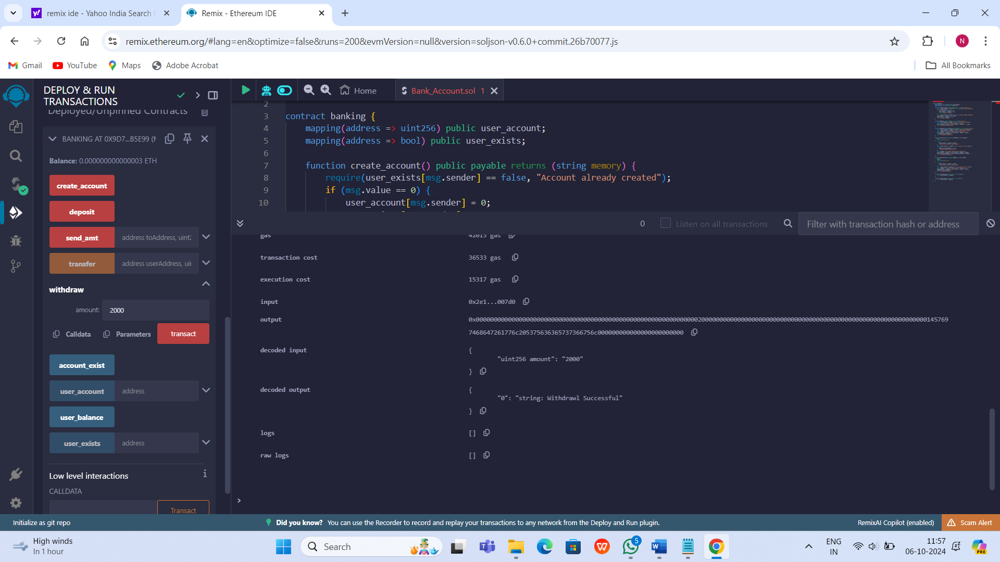 remix ide - Yahoo India Search
Remix - Ethereum IDE
remix.ethereum.org/#lang=en&optimize=false&runs=200&evmVersion=null&version=soljson-v0.6.0+commit.26b70077.js
N
Gmail
YouTube
Maps
Adobe Acrobat
All Bookmarks
DEPLOY & RUN
TRANSACTIONS
Deployed/Unpinned Contracts
BANKING AT 0X9D7...B5E99 (M
Balance: 0.000000000000003 ETH
create_account
deposit
send_amt address toAddress, uint2
transfer address userAddress, uin
withdraw
amount: 2000
Calldata Parameters transact
account_exist
user_account address
user_balance
user_exists address
Low level interactions i
CALLDATA
Transact
Home
Bank_Account.sol 1
2
3 contract banking {
4 mapping(address => uint256) public user_account;
5 mapping(address => bool) public user_exists;
6
7 function create_account() public payable returns (string memory) {
8 require(user_exists[msg.sender] == false, "Account already created");
9 if (msg.value == 0) {
10 user_account[msg.sender] = 0;
0 Listen on all transactions Filter with transaction hash or address
gas 42013 gas
transaction cost 36533 gas
execution cost 15317 gas
input 0x2e1...007d0
output
decoded input {
"uint256 amount": "2000"
}
decoded output {
"0": "string: Withdrawl Successful"
}
logs []
raw logs []
>
Initialize as git repo
Did you know? You can use the Recorder to record and replay your transactions to any network from the Deploy and Run plugin.
RemixAI Copilot (enabled)
Scam Alert
High winds
In 1 hour
Search
5
ENG
IN
11:57
06-10-2024
PRE